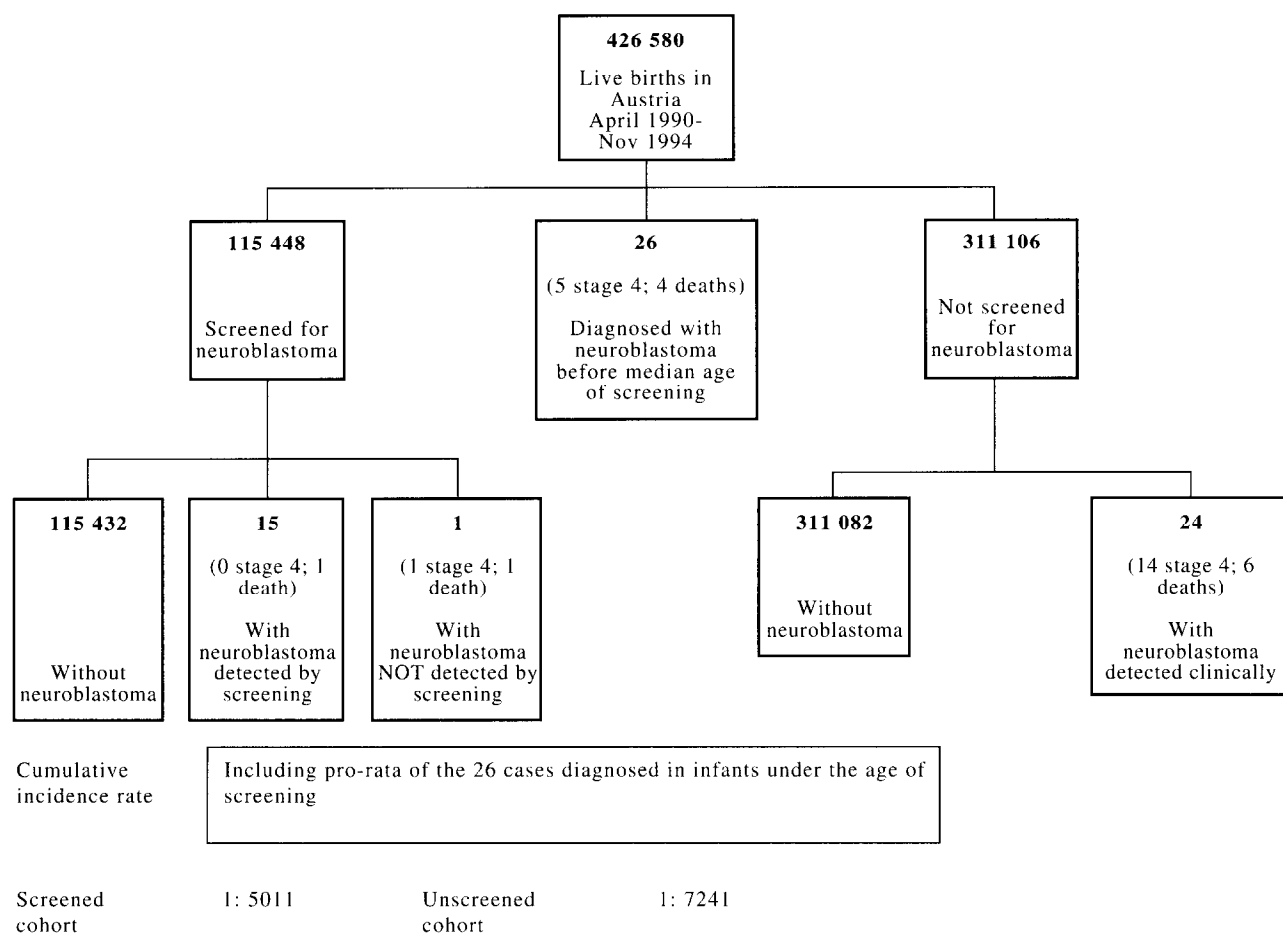 426 580
Live births in
Austria
April 1990-
Nov 1994
115 448
Screened for
neuroblastoma
26
(5 stage 4; 4 deaths)
Diagnosed with
neuroblastoma
before median age
of screening
311 106
Not screened
for
neuroblastoma
115 432
Without
neuroblastoma
15
(0 stage 4; 1
death)
With
neuroblastoma
detected by
screening
1
(1 stage 4; 1
death)
With
neuroblastoma
NOT detected by
screening
311 082
Without
neuroblastoma
24
(14 stage 4; 6
deaths)
With
neuroblastoma
detected clinically
Cumulative
incidence rate
Including pro-rata of the 26 cases diagnosed in infants under the age of
screening
Screened
cohort
1: 5011
Unscreened
cohort
1: 7241